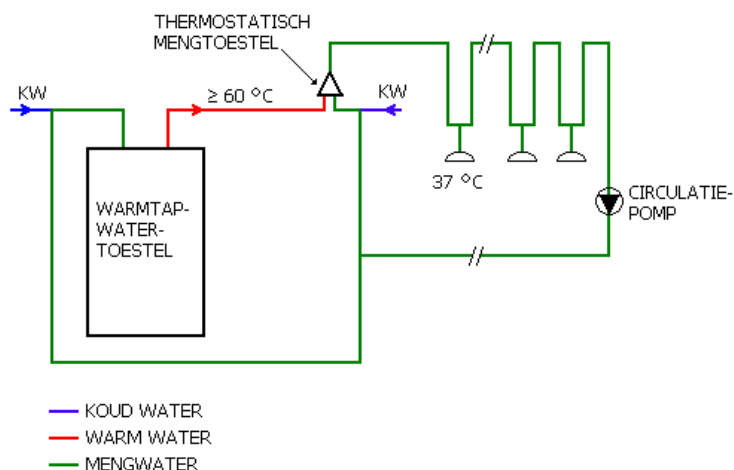 THERMOSTATISCH
MENGTOESTEL
KW
≥ 60 °C
KW
37 °C
WARMTAP-
WATER-
TOESTEL
CIRCULATIE-
POMP
KOUD WATER
WARM WATER
MENGWATER